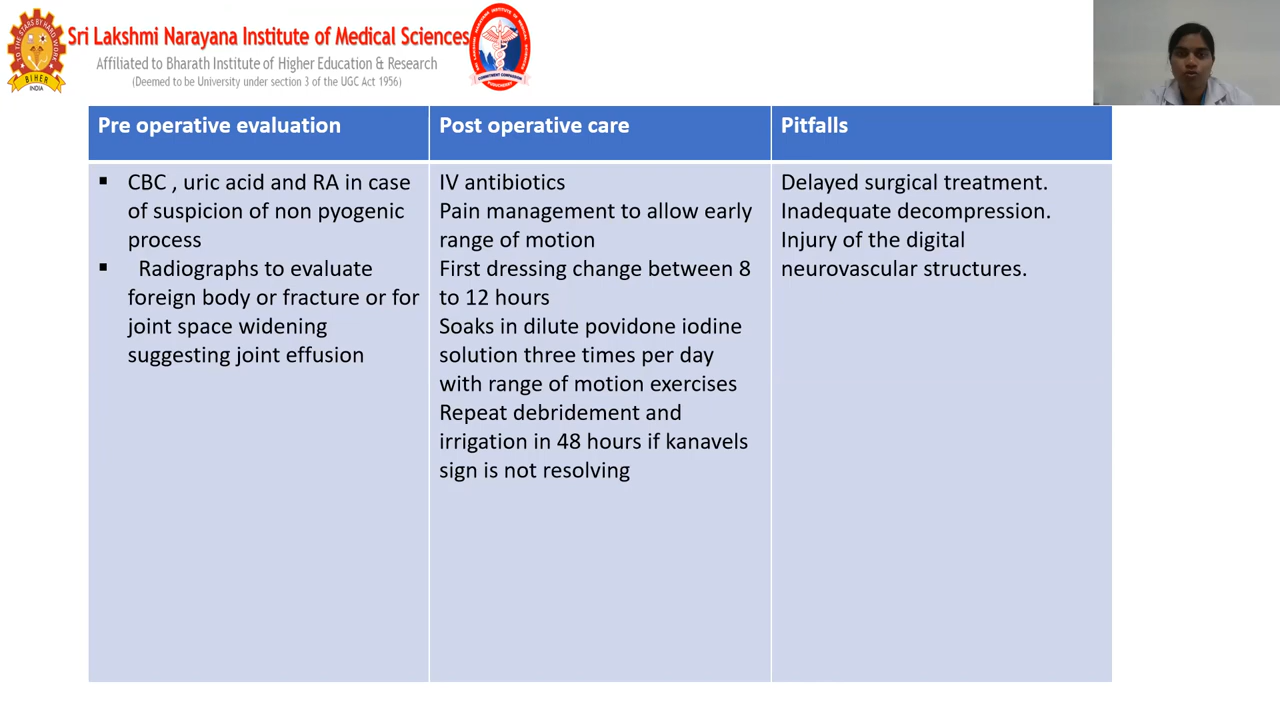 Sri Lakshmi Narayana Institute of Medical Sciences
Affiliated to Bharath Institute of Higher Education & Research
(Deemed to be University under section 3 of the UGC Act 1956)
BIHER
INDIA
Pre operative evaluation
▪ CBC , uric acid and RA in case
of suspicion of non pyogenic
process
▪ Radiographs to evaluate
foreign body or fracture or for
joint space widening
suggesting joint effusion
Post operative care
IV antibiotics
Pain management to allow early
range of motion
First dressing change between 8
to 12 hours
Soaks in dilute povidone iodine
solution three times per day
with range of motion exercises
Repeat debridement and
irrigation in 48 hours if kanavels
sign is not resolving
Pitfalls
Delayed surgical treatment.
Inadequate decompression.
Injury of the digital
neurovascular structures.